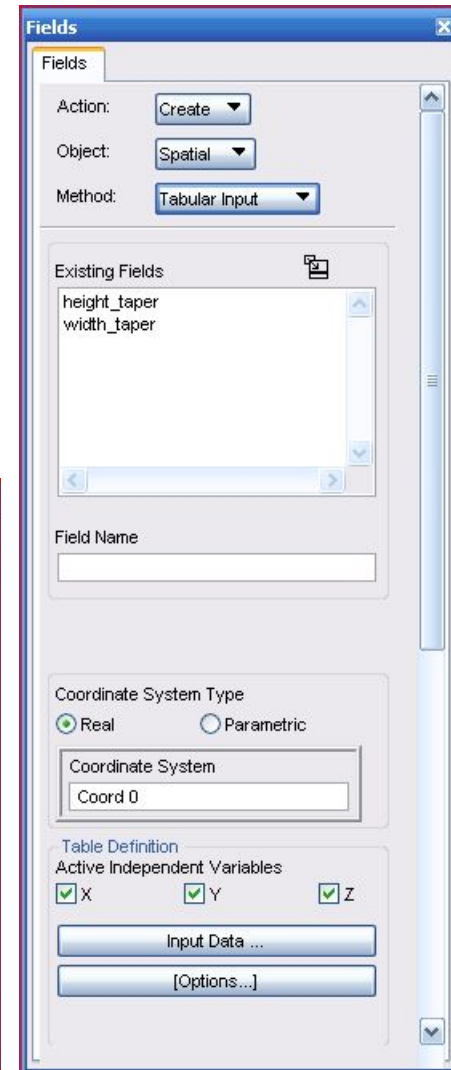 Fields
Fields
Action: Create
Object: Spatial
Method: Tabular Input
Existing Fields
height_taper
width_taper
Field Name
Coordinate System Type
Real Parametric
Coordinate System
Coord 0
Table Definition
Active Independent Variables
X Y Z
Input Data ...
[Options...]